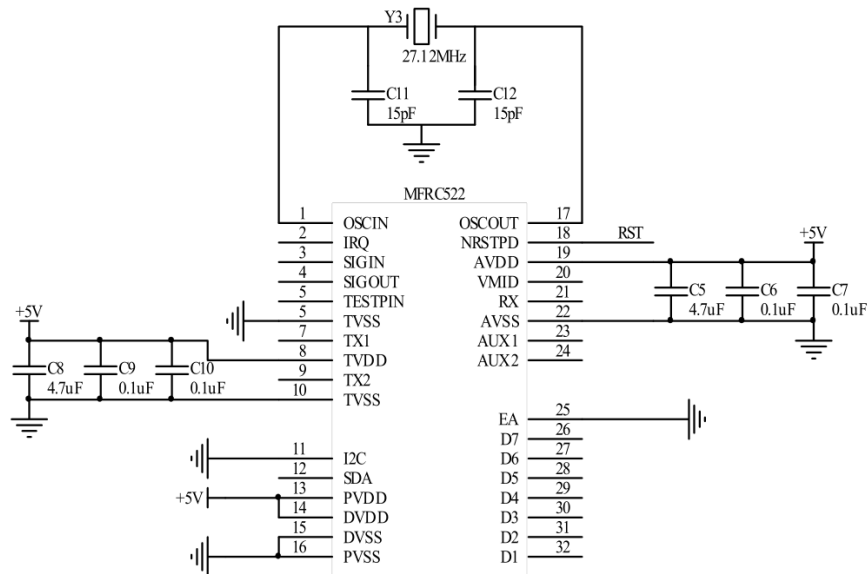 Y3
27.12MHz
C11
15pF
C12
15pF
MFRC522
1 OSCIN
2 IRQ
3 SIGIN
4 SIGOUT
5 TESTPIN
5 TVSS
7 TX1
8 TVDD
9 TX2
10 TVSS
11 I2C
12 SDA
13 PVDD
14 DVDD
15 DVSS
16 PVSS
OSCOUT 17
NRSTPD 18 RST
AVDD 19
VMID 20
RX 21
AVSS 22
AUX1 23
AUX2 24
EA 25
D7 26
D6 27
D5 28
D4 29
D3 30
D2 31
D1 32
+5V
C8
4.7uF
C9
0.1uF
C10
0.1uF
+5V
+5V
C5
4.7uF
C6
0.1uF
C7
0.1uF